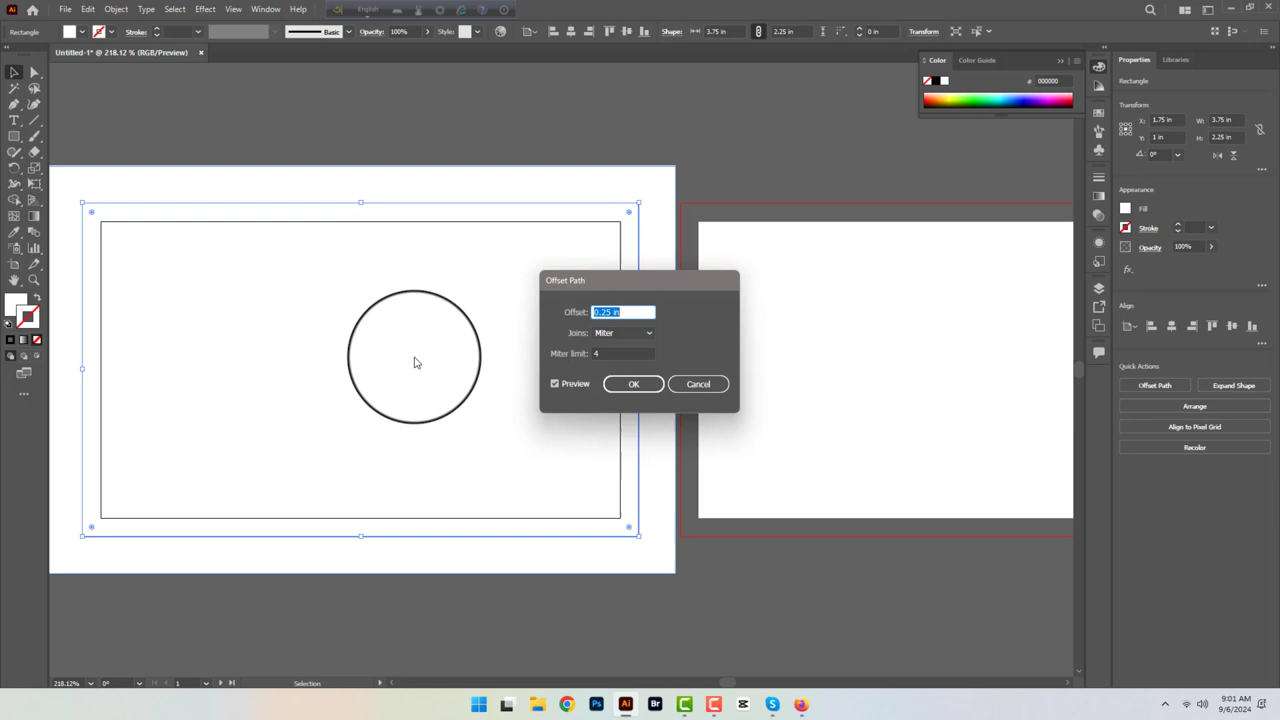 Ai File Edit Object Type Select Effect View Window Help English
Rectangle Stroke: Basic Opacity: 100% Style: Shape: 3.75 in 2.25 in 0 in Transform
Untitled-1* @ 218.12 % (RGB/Preview) ×
Color Color Guide
# 000000
Properties Libraries
Rectangle
Transform
X: 1.75 in W: 3.75 in
Y: 1 in H: 2.25 in
0°
Appearance
Fill
Stroke
Opacity 100%
fx
Align
Quick Actions
Offset Path Expand Shape
Arrange
Align to Pixel Grid
Recolor
Offset Path
Offset: 0.25 in
Joins: Miter
Miter limit: 4
Preview OK Cancel
218.12% 0° 1 Selection
Ps Ai Br
9:01 AM
9/6/2024